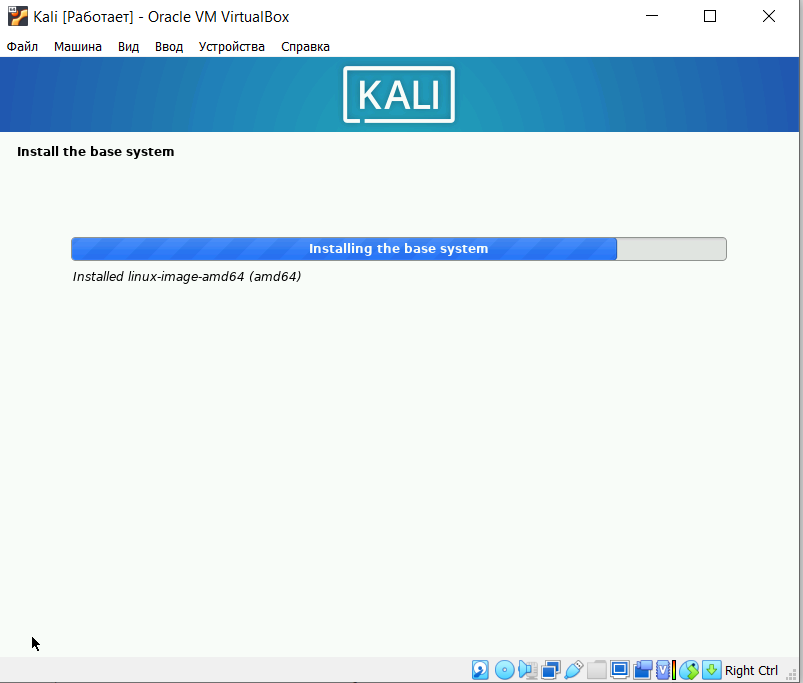 Kali [Работает] - Oracle VM VirtualBox
Файл Машина Вид Ввод Устройства Справка
KALI
Install the base system
Installing the base system
Installed linux-image-amd64 (amd64)
Right Ctrl